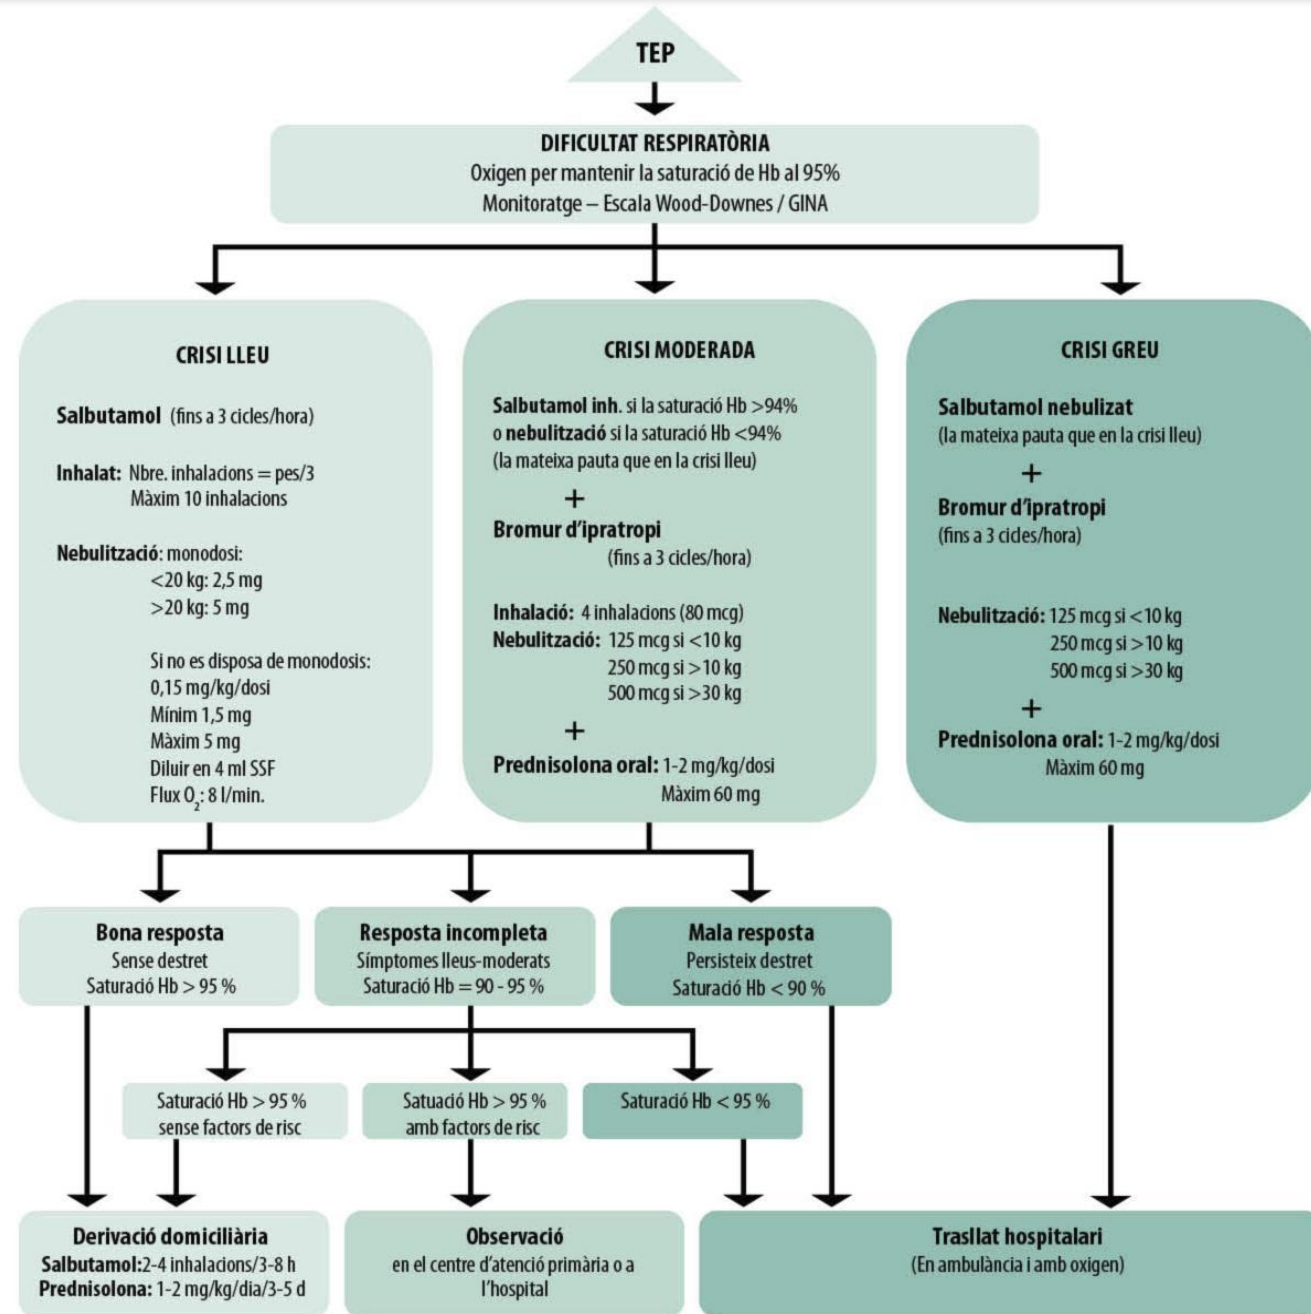 TEP
DIFICULTAT RESPIRATÒRIA
Oxigen per mantenir la saturació de Hb al 95%
Monitoratge – Escala Wood-Downes / GINA
CRISI LLEU
Salbutamol (fins a 3 cicles/hora)
Inhalat: Nbre. inhalacions = pes/3
Màxim 10 inhalacions
Nebulització: monodosi:
<20 kg: 2,5 mg
>20 kg: 5 mg
Si no es disposa de monodosis:
0,15 mg/kg/dosi
Mínim 1,5 mg
Màxim 5 mg
Diluir en 4 ml SSF
Flux O₂: 8 l/min.
CRISI MODERADA
Salbutamol inh. si la saturació Hb >94%
o nebulització si la saturació Hb <94%
(la mateixa pauta que en la crisi lleu)
+
Bromur d’ipratropi
(fins a 3 cicles/hora)
Inhalació: 4 inhalacions (80 mcg)
Nebulització: 125 mcg si <10 kg
250 mcg si >10 kg
500 mcg si >30 kg
+
Prednisolona oral: 1-2 mg/kg/dosi
Màxim 60 mg
CRISI GREU
Salbutamol nebulizat
(la mateixa pauta que en la crisi lleu)
+
Bromur d’ipratropi
(fins a 3 cicles/hora)
Nebulització: 125 mcg si <10 kg
250 mcg si >10 kg
500 mcg si >30 kg
+
Prednisolona oral: 1-2 mg/kg/dosi
Màxim 60 mg
Bona resposta
Sense destret
Saturació Hb > 95 %
Resposta incompleta
Símptomes lleus-moderats
Saturació Hb = 90 - 95 %
Mala resposta
Persisteix destret
Saturació Hb < 90 %
Saturació Hb > 95 %
sense factors de risc
Satuació Hb > 95 %
amb factors de risc
Saturació Hb < 95 %
Derivació domiciliària
Salbutamol:2-4 inhalacions/3-8 h
Prednisolona: 1-2 mg/kg/dia/3-5 d
Observació
en el centre d’atenció primària o a
l’hospital
Trasllat hospitalari
(En ambulància i amb oxigen)